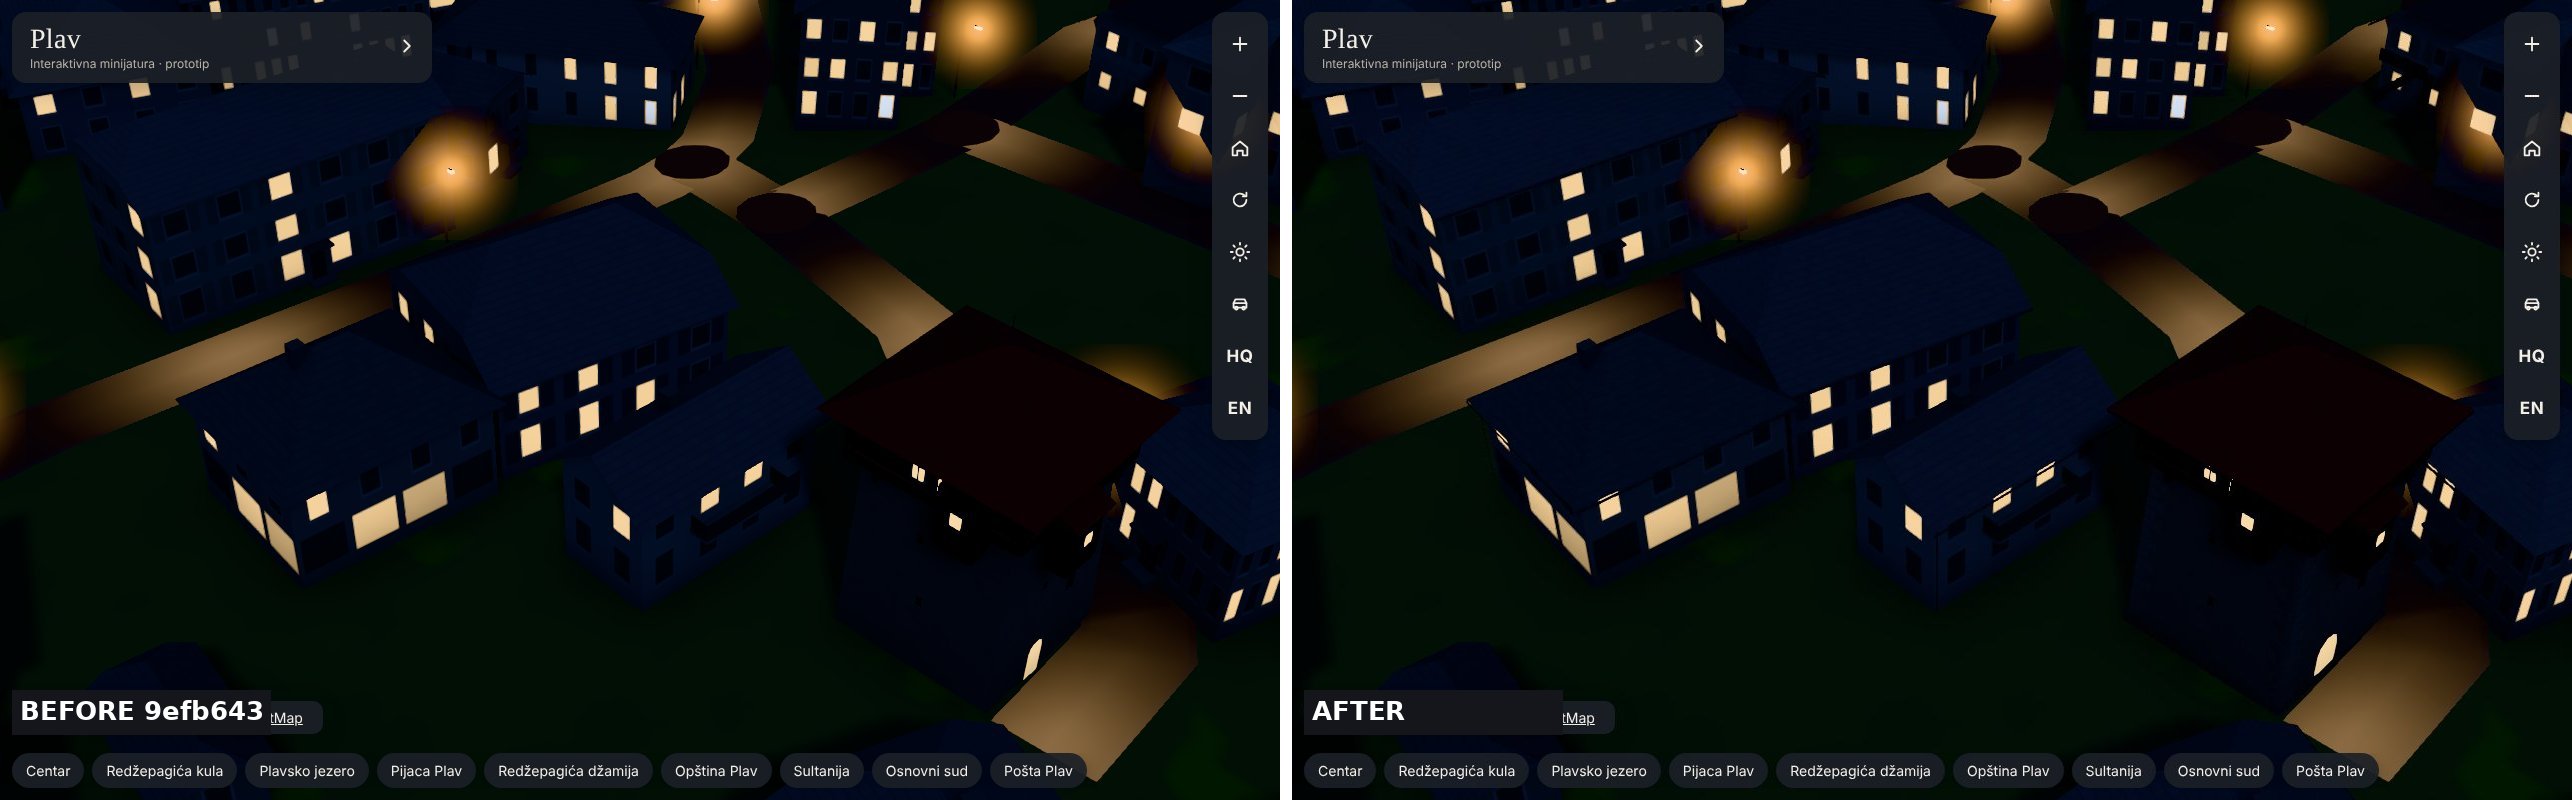 Plav
Interaktivna minijatura · prototip
HQ
EN
BEFORE 9efb643
tMap
Centar Redžepagića kula Plavsko jezero Pijaca Plav Redžepagića džamija Opština Plav Sultanija Osnovni sud Pošta Plav
Plav
Interaktivna minijatura · prototip
HQ
EN
AFTER
tMap
Centar Redžepagića kula Plavsko jezero Pijaca Plav Redžepagića džamija Opština Plav Sultanija Osnovni sud Pošta Plav